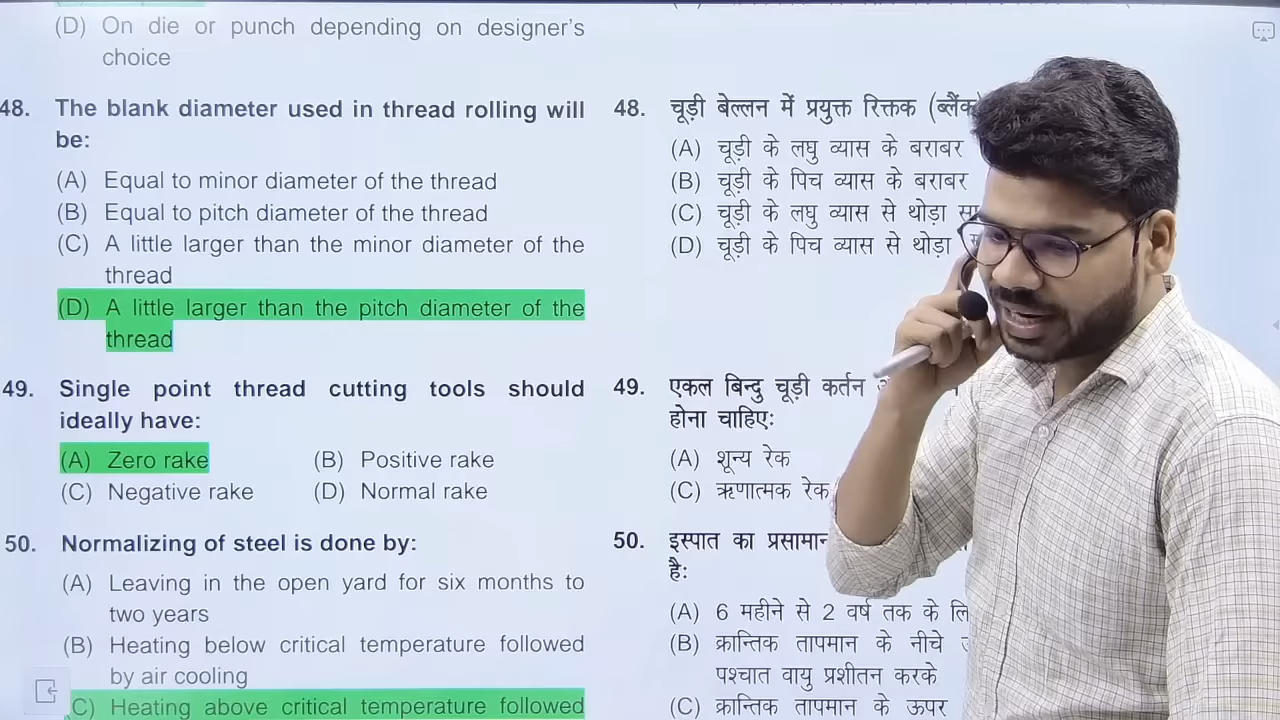 (D) On die or punch depending on designer's
choice
48. The blank diameter used in thread rolling will
be:
(A) Equal to minor diameter of the thread
(B) Equal to pitch diameter of the thread
(C) A little larger than the minor diameter of the
thread
(D) A little larger than the pitch diameter of the
thread
49. Single point thread cutting tools should
ideally have:
(A) Zero rake (B) Positive rake
(C) Negative rake (D) Normal rake
50. Normalizing of steel is done by:
(A) Leaving in the open yard for six months to
two years
(B) Heating below critical temperature followed
by air cooling
(C) Heating above critical temperature followed
48. चूड़ी बेल्लन में प्रयुक्त रिक्तक (ब्लैंक)
(A) चूड़ी के लघु व्यास के बराबर
(B) चूड़ी के पिच व्यास के बराबर
(C) चूड़ी के लघु व्यास से थोड़ा
(D) चूड़ी के पिच व्यास से थोड़ा
49. एकल बिन्दु चूड़ी कर्तन
होना चाहिएः
(A) शून्य रेक
(C) ऋणात्मक रेक
50. इस्पात का
हैः
(A) 6 महीने से 2 वर्ष तक के
(B) क्रान्तिक तापमान के नीचे
पश्चात वायु प्रशीतन करके
(C) क्रान्तिक तापमान के ऊपर